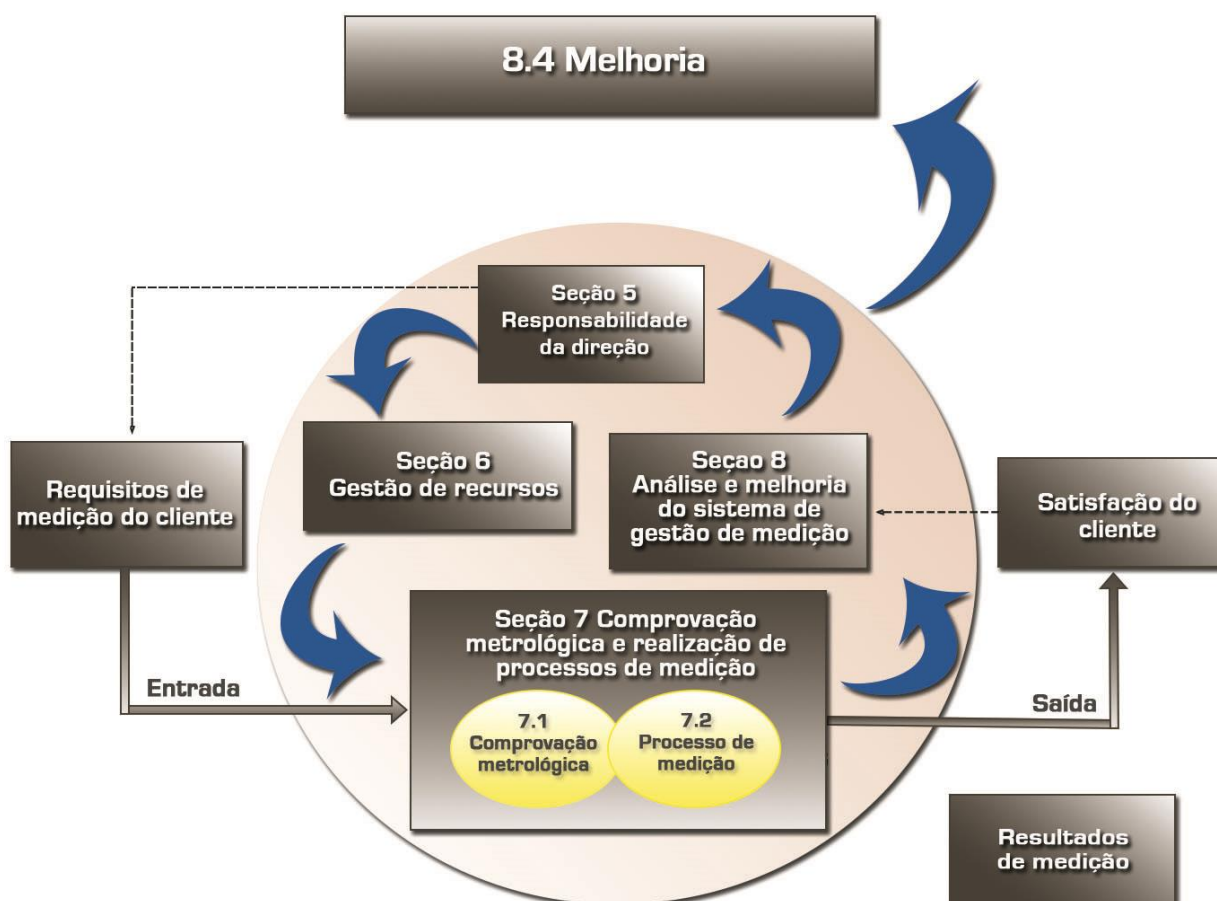 8.4 Melhoria
Seção 5
Responsabilidade
da direção
Seção 6
Gestão de recursos
Seçao 8
Análise e melhoria
do sistema de
gestão de medição
Requisitos de
medição do cliente
Satisfação do
cliente
Seção 7 Comprovação
metrológica e realização de
processos de medição
Entrada
7.1
Comprovação
metrológica
7.2
Processo de
medição
Saída
Resultados
de medição